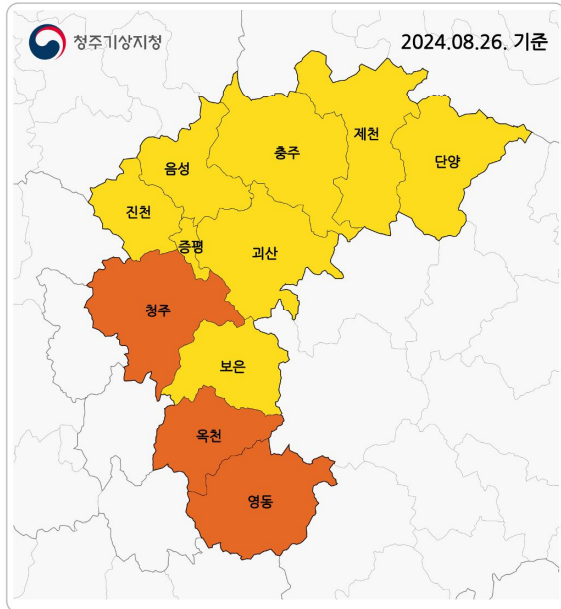 청주기상지청
2024.08.26. 기준
제천
충주
단양
음성
진천
증평
괴산
청주
보은
옥천
영동